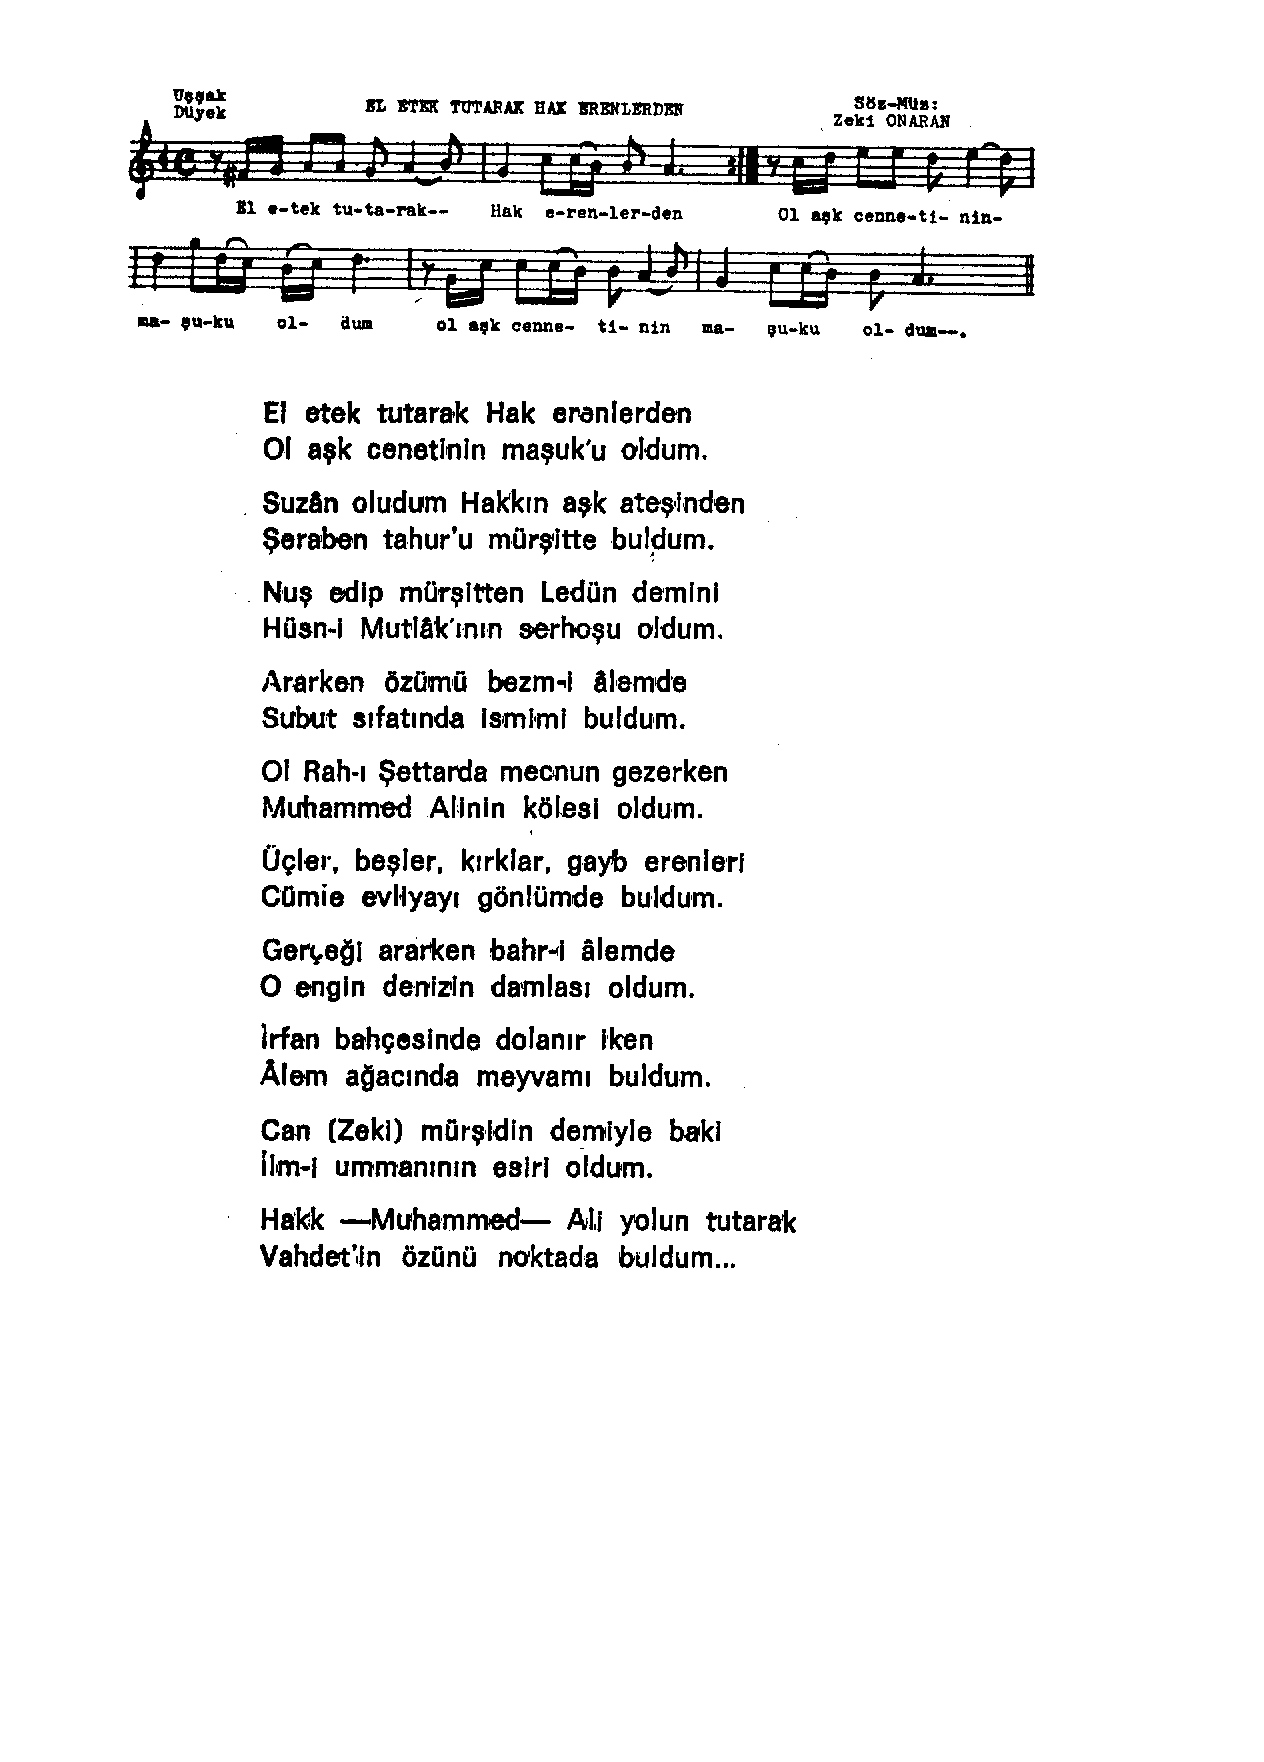 Uşşak
Düyek
EL ETEK TUTARAK HAK ERENLERDEN
Söz-Müz:
Zeki ONARAN
El e-tek tu-ta-rak-- Hak e-ren-ler-den Ol aşk cenne-ti- nin-
ma- şu-ku ol- dum ol aşk cenne- ti- nin ma- şu-ku ol- dum--.
El etek tutarak Hak erenlerden
Ol aşk cenetinin maşuk'u oldum.
Suzân oludum Hakkın aşk ateşinden
Şeraben tahur'u mürşitte buldum.
Nuş edip mürşitten Ledün demini
Hüsn-i Mutlâk'ının serhoşu oldum.
Ararken özümü bezm-i âlemde
Subut sıfatında ismimi buldum.
Ol Rah-ı Şettarda mecnun gezerken
Muhammed Alinin kölesi oldum.
Üçler, beşler, kırklar, gayb erenleri
Cümie evliyayı gönlümde buldum.
Gerçeği ararken bahr-i âlemde
O engin denizin damlası oldum.
İrfan bahçesinde dolanır iken
Âlem ağacında meyvamı buldum.
Can (Zeki) mürşidin demiyle baki
İlm-i ummanının esiri oldum.
Hakk —Muhammed— Ali yolun tutarak
Vahdet'in özünü noktada buldum...